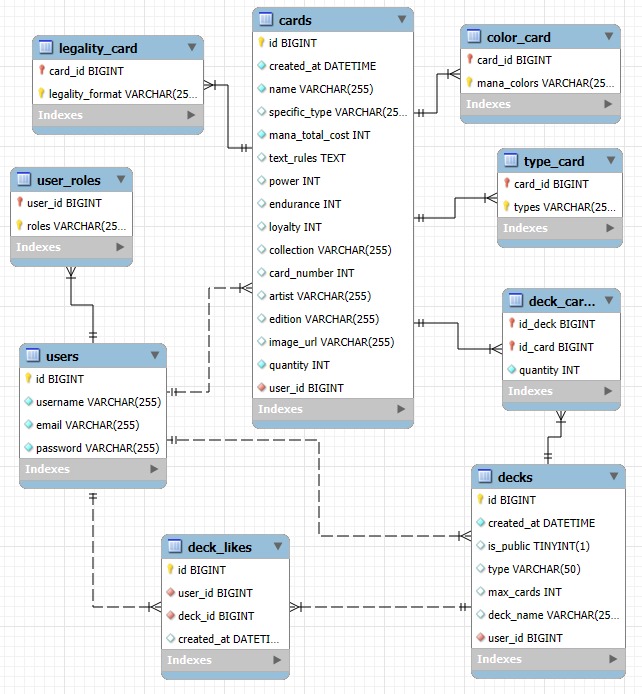 legality_card
card_id BIGINT
legality_format VARCHAR(25...
Indexes
user_roles
user_id BIGINT
roles VARCHAR(25...
Indexes
users
id BIGINT
username VARCHAR(255)
email VARCHAR(255)
password VARCHAR(255)
Indexes
cards
id BIGINT
created_at DATETIME
name VARCHAR(255)
specific_type VARCHAR(25...
mana_total_cost INT
text_rules TEXT
power INT
endurance INT
loyalty INT
collection VARCHAR(255)
card_number INT
artist VARCHAR(255)
edition VARCHAR(255)
image_url VARCHAR(255)
quantity INT
user_id BIGINT
Indexes
color_card
card_id BIGINT
mana_colors VARCHAR(25...
Indexes
type_card
card_id BIGINT
types VARCHAR(25...
Indexes
deck_car...
id_deck BIGINT
id_card BIGINT
quantity INT
Indexes
deck_likes
id BIGINT
user_id BIGINT
deck_id BIGINT
created_at DATETI...
Indexes
decks
id BIGINT
created_at DATETIME
is_public TINYINT(1)
type VARCHAR(50)
max_cards INT
deck_name VARCHAR(25...
user_id BIGINT
Indexes